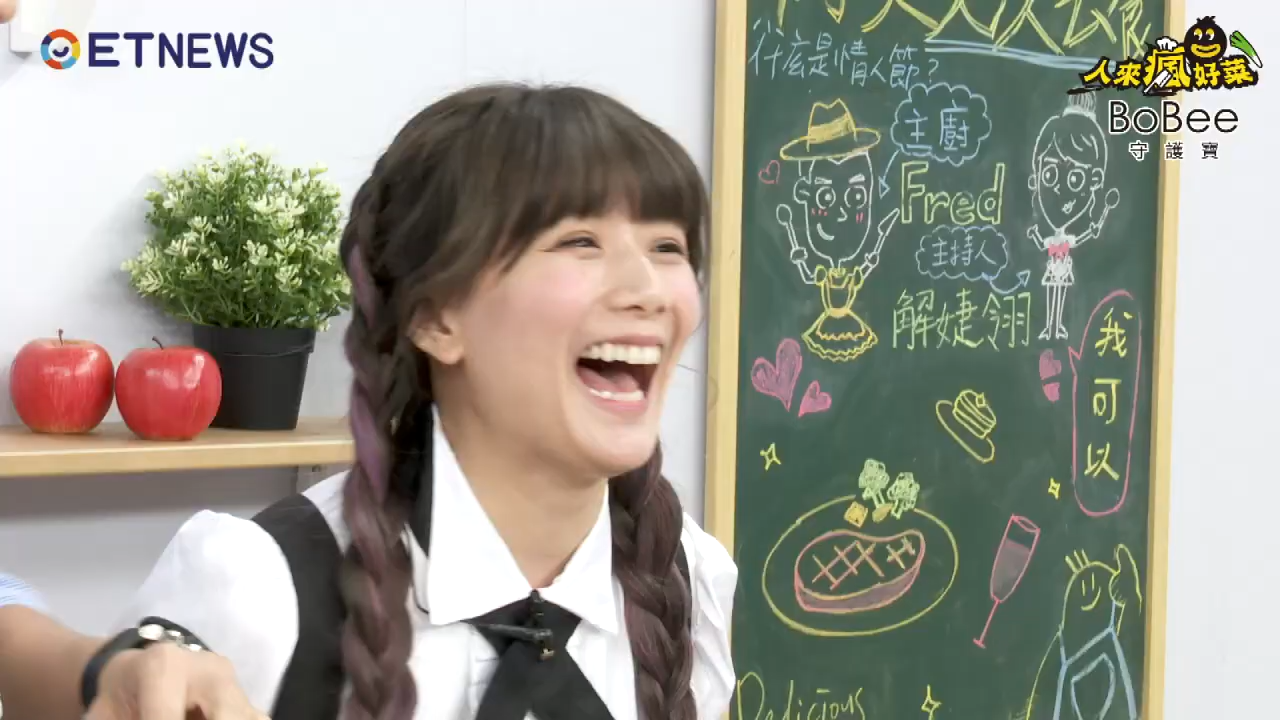 ETNEWS
人來瘋好菜
BoBee
守護寶
什麼是情人節?
主廚
Fred
主持人
解婕翎
我可以
Delicious